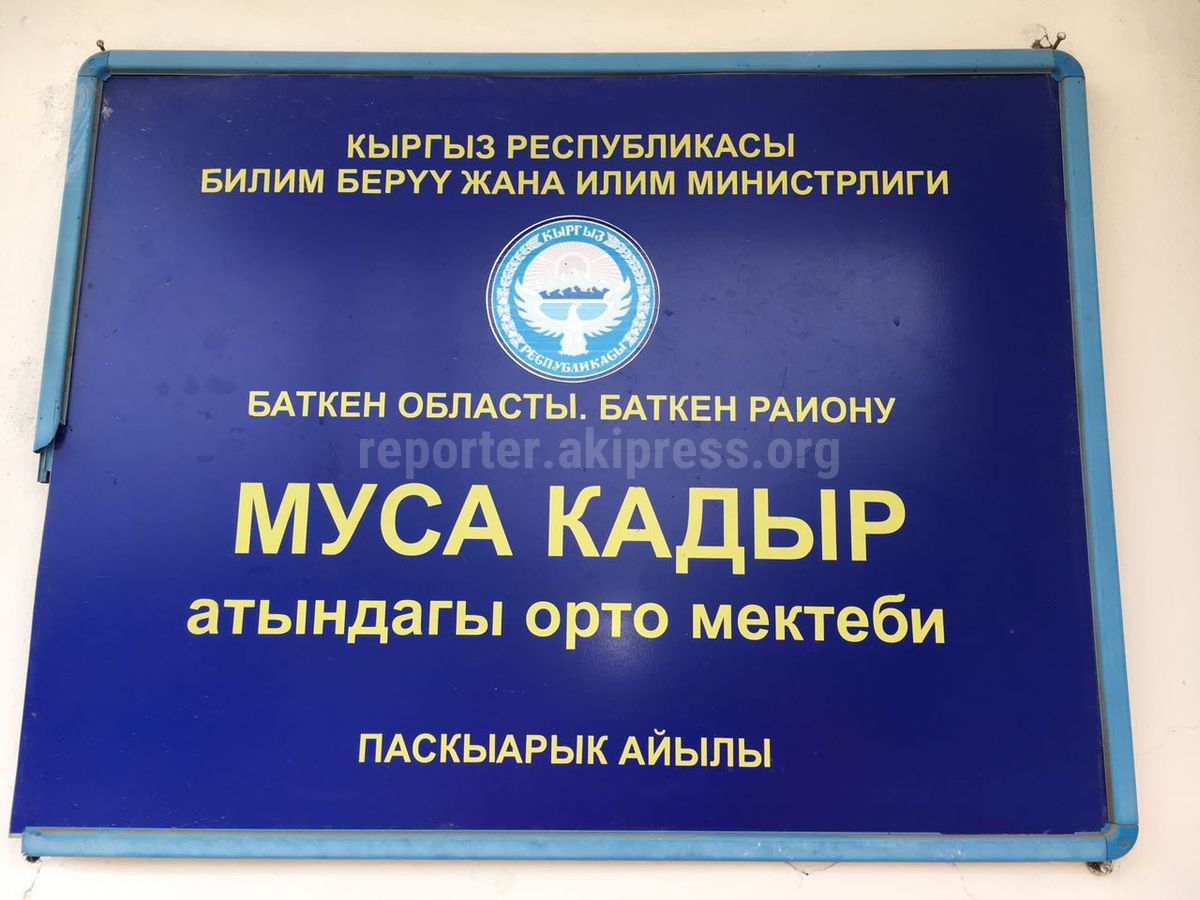 КЫРГЫЗ РЕСПУБЛИКАСЫ
БИЛИМ БЕРҮҮ ЖАНА ИЛИМ МИНИСТРЛИГИ
КЫРГЫЗ
РЕСПУБЛИКАСЫ
БАТКЕН ОБЛАСТЫ. БАТКЕН РАИОНУ
reporter.akipress.org
МУСА КАДЫР
атындагы орто мектеби
ПАСКЫАРЫК АЙЫЛЫ